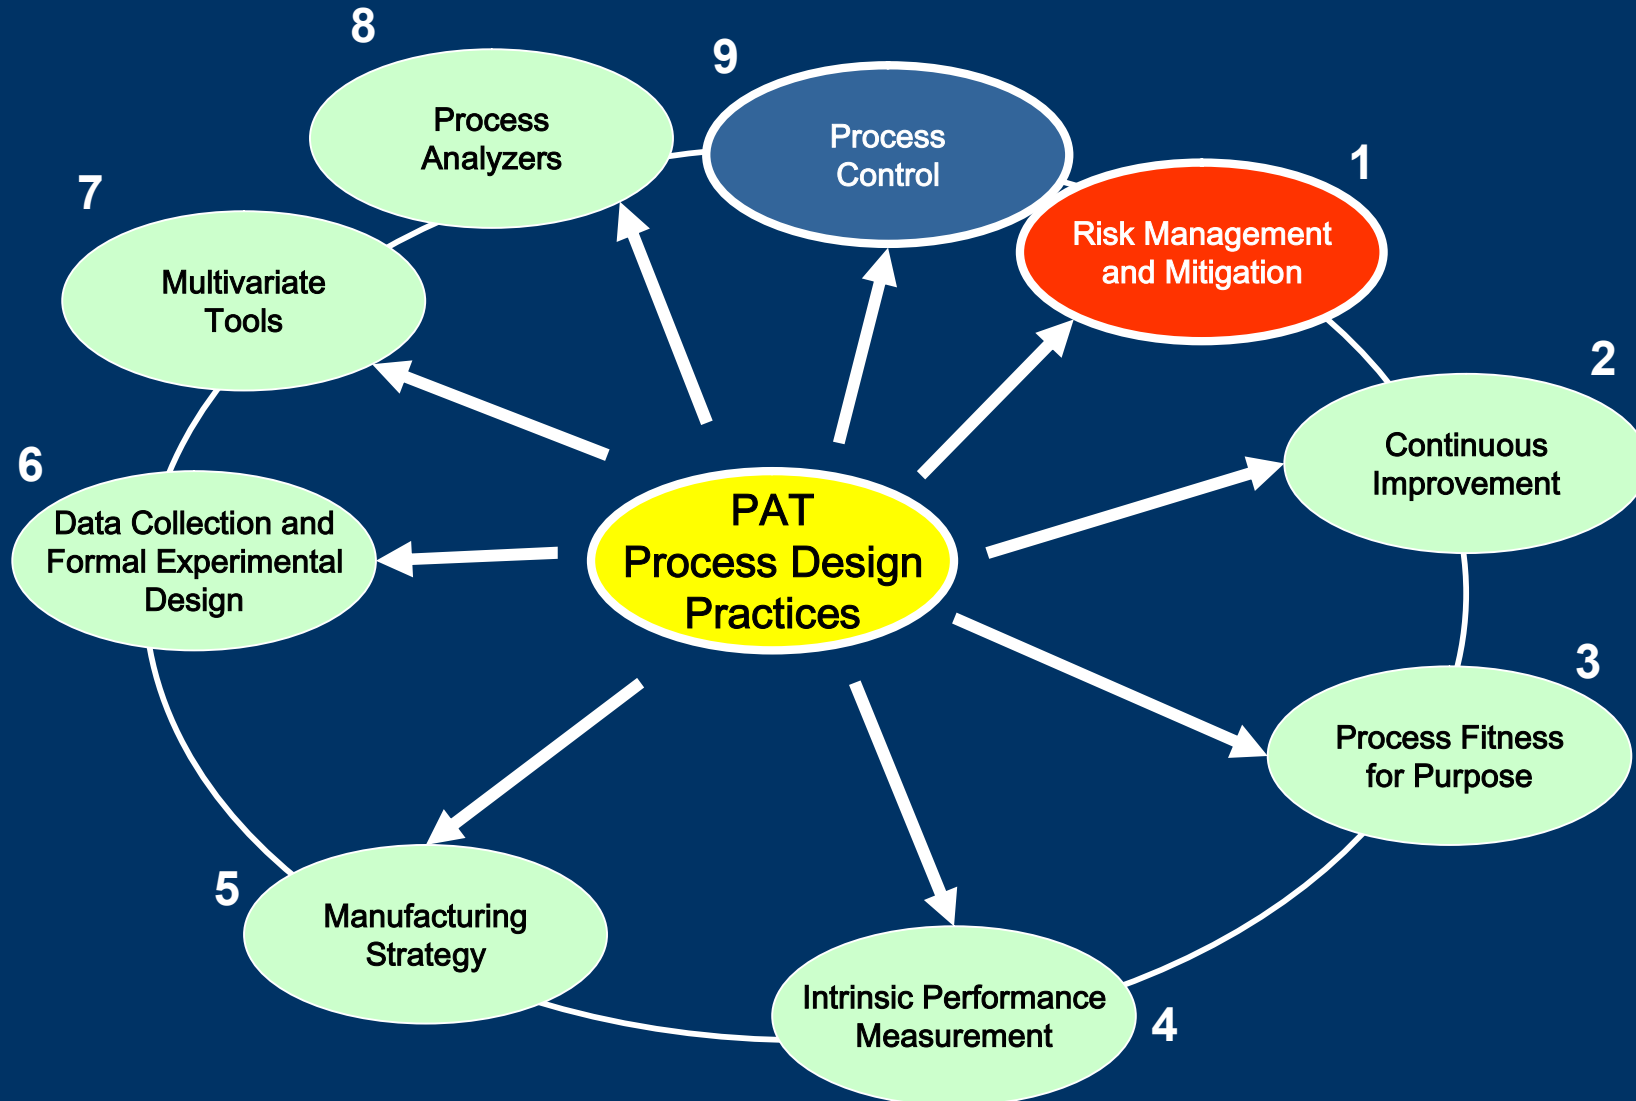 8
Process
Analyzers
9
Process
Control
1
Risk Management
and Mitigation
2
Continuous
Improvement
3
Process Fitness
for Purpose
4
Intrinsic Performance
Measurement
5
Manufacturing
Strategy
6
Data Collection and
Formal Experimental
Design
7
Multivariate
Tools
PAT
Process Design
Practices